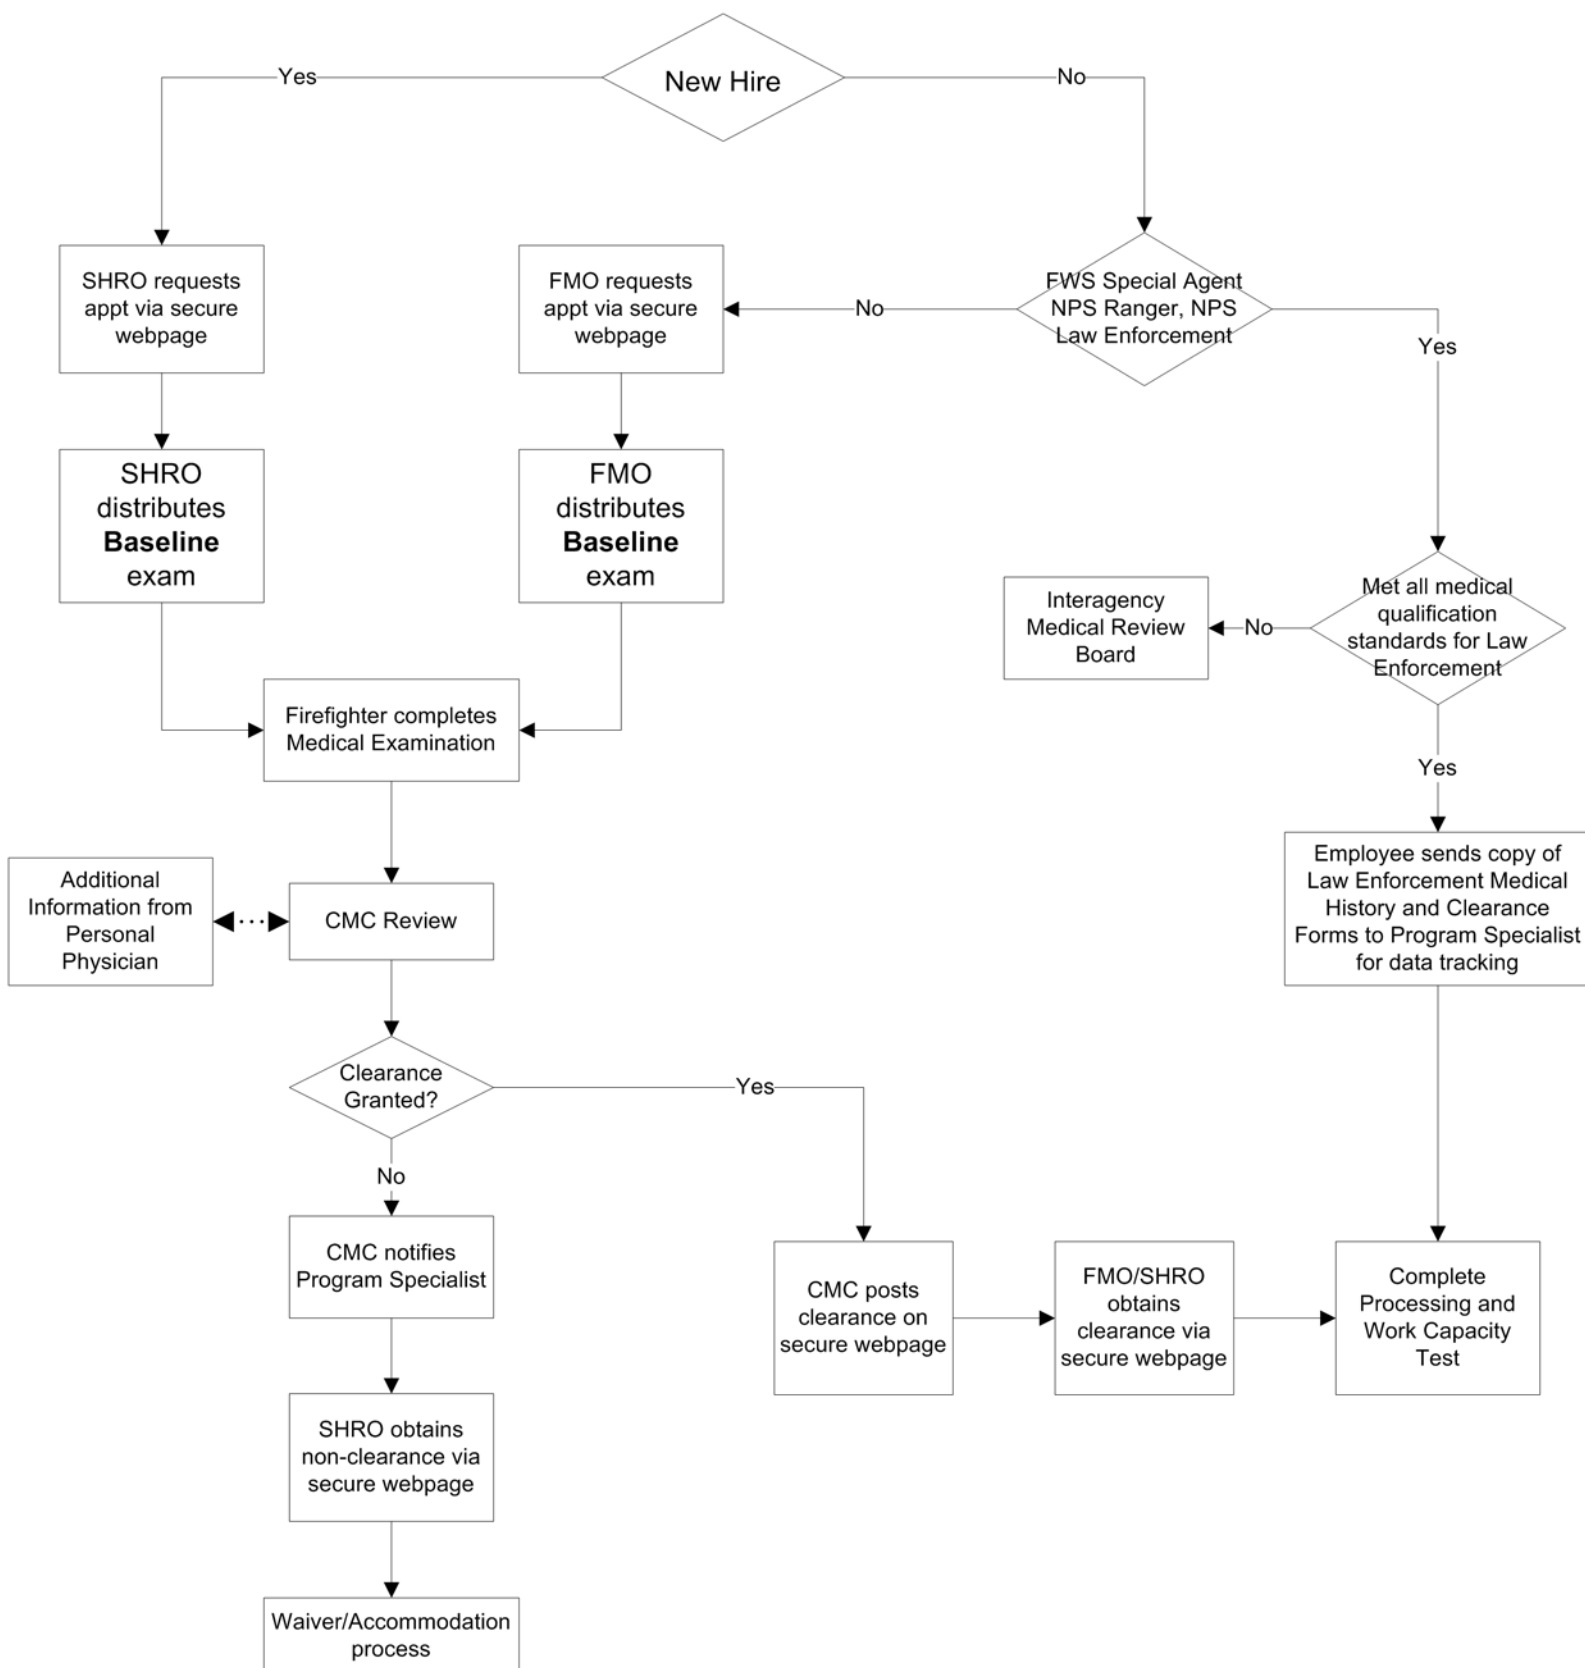 New Hire
Yes
No
SHRO requests
appt via secure
webpage
FMO requests
appt via secure
webpage
No
FWS Special Agent
NPS Ranger, NPS
Law Enforcement
Yes
SHRO
distributes
Baseline
exam
FMO
distributes
Baseline
exam
Interagency
Medical Review
Board
No
Met all medical
qualification
standards for Law
Enforcement
Firefighter completes
Medical Examination
Yes
Additional
Information from
Personal
Physician
CMC Review
Employee sends copy of
Law Enforcement Medical
History and Clearance
Forms to Program Specialist
for data tracking
Clearance
Granted?
Yes
No
CMC notifies
Program Specialist
CMC posts
clearance on
secure webpage
FMO/SHRO
obtains
clearance via
secure webpage
Complete
Processing and
Work Capacity
Test
SHRO obtains
non-clearance via
secure webpage
Waiver/Accommodation
process